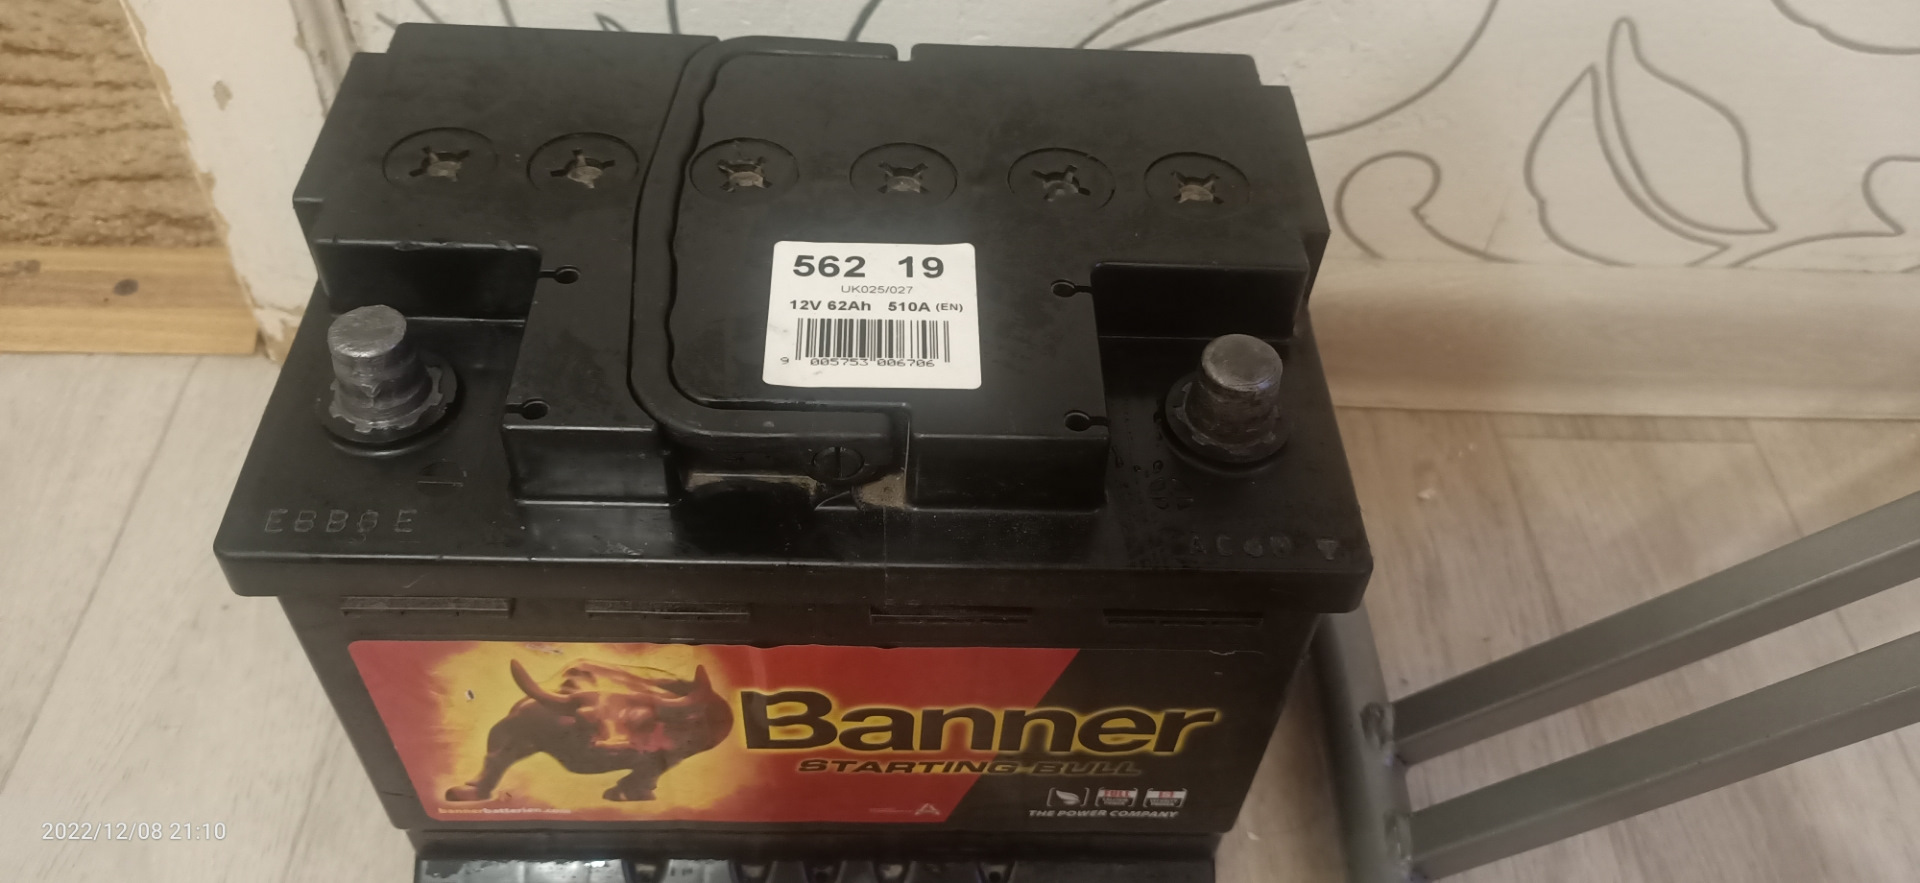 562 19
UK025/027
12V 62Ah 510A (EN)
9 005753 006706
Banner
STARTING BULL
bannerbatteries.com
THE POWER COMPANY
2022/12/08 21:10